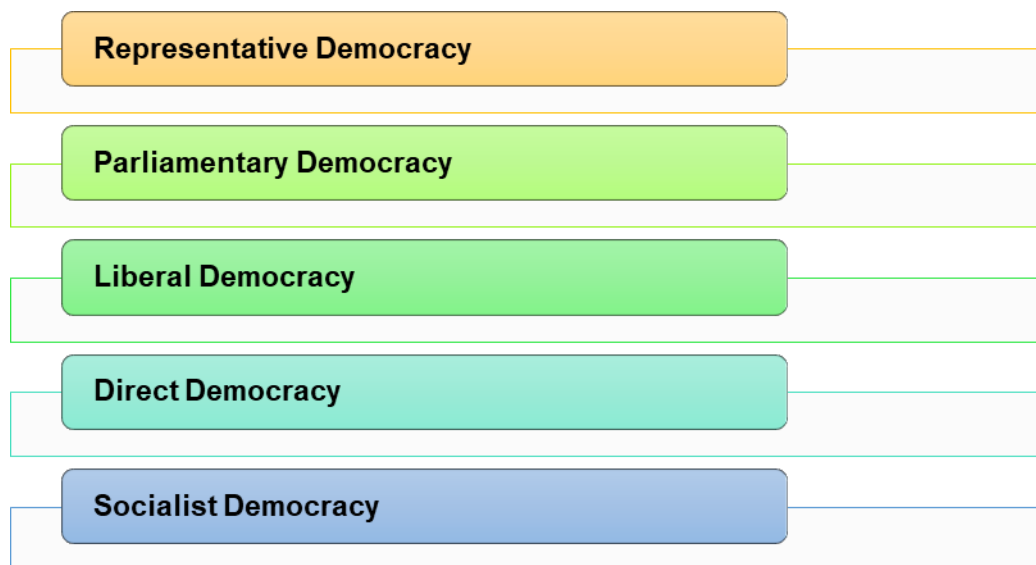 Representative Democracy
Parliamentary Democracy
Liberal Democracy
Direct Democracy
Socialist Democracy